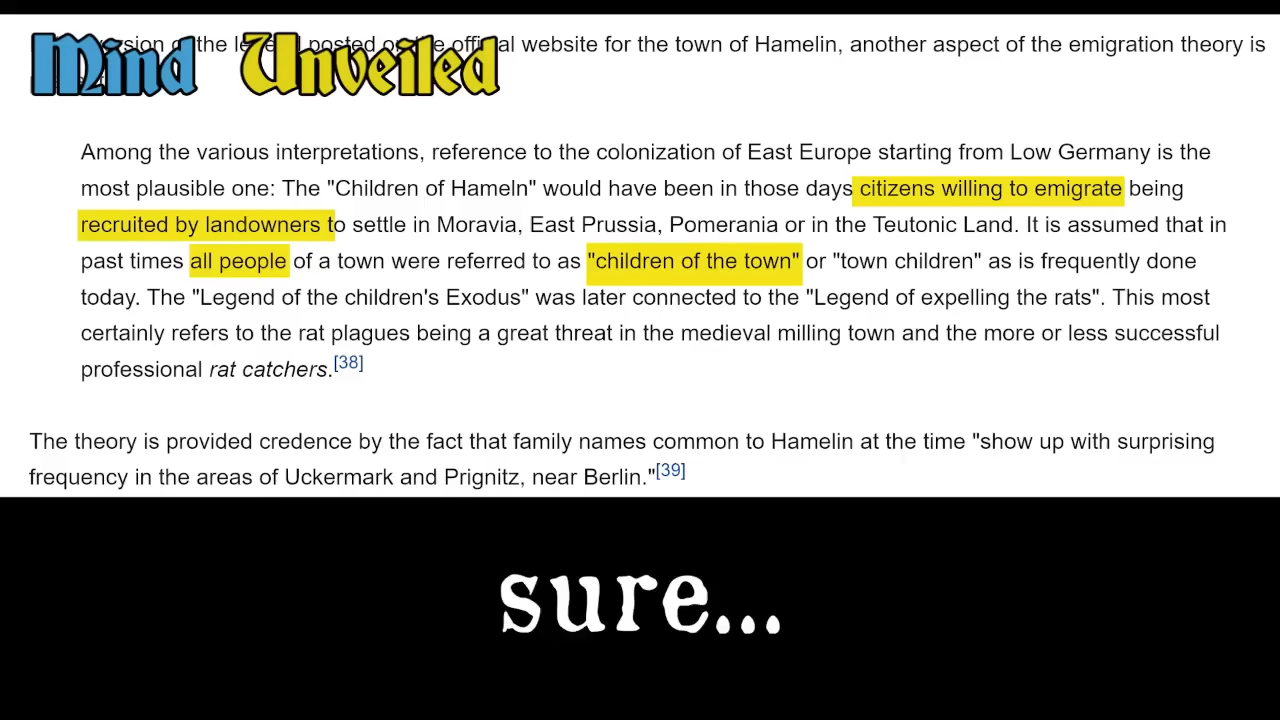 Mind Unveiled
sion of the le posted on the official website for the town of Hamelin, another aspect of the emigration theory is
Among the various interpretations, reference to the colonization of East Europe starting from Low Germany is the
most plausible one: The "Children of Hameln" would have been in those days citizens willing to emigrate being
recruited by landowners to settle in Moravia, East Prussia, Pomerania or in the Teutonic Land. It is assumed that in
past times all people of a town were referred to as "children of the town" or "town children" as is frequently done
today. The "Legend of the children's Exodus" was later connected to the "Legend of expelling the rats". This most
certainly refers to the rat plagues being a great threat in the medieval milling town and the more or less successful
professional rat catchers.[38]
The theory is provided credence by the fact that family names common to Hamelin at the time "show up with surprising
frequency in the areas of Uckermark and Prignitz, near Berlin."[39]
sure...